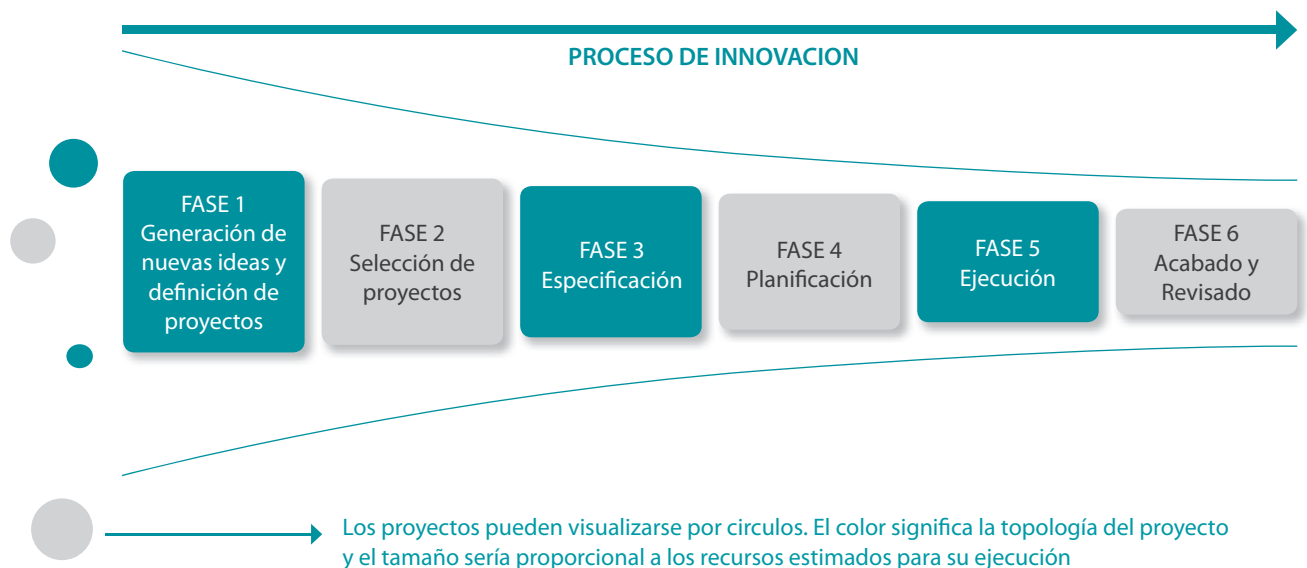 PROCESO DE INNOVACION
FASE 1
Generación de
nuevas ideas y
definición de
proyectos
FASE 2
Selección de
proyectos
FASE 3
Especificación
FASE 4
Planificación
FASE 5
Ejecución
FASE 6
Acabado y
Revisado
Los proyectos pueden visualizarse por circulos. El color significa la topología del proyecto
y el tamaño sería proporcional a los recursos estimados para su ejecución